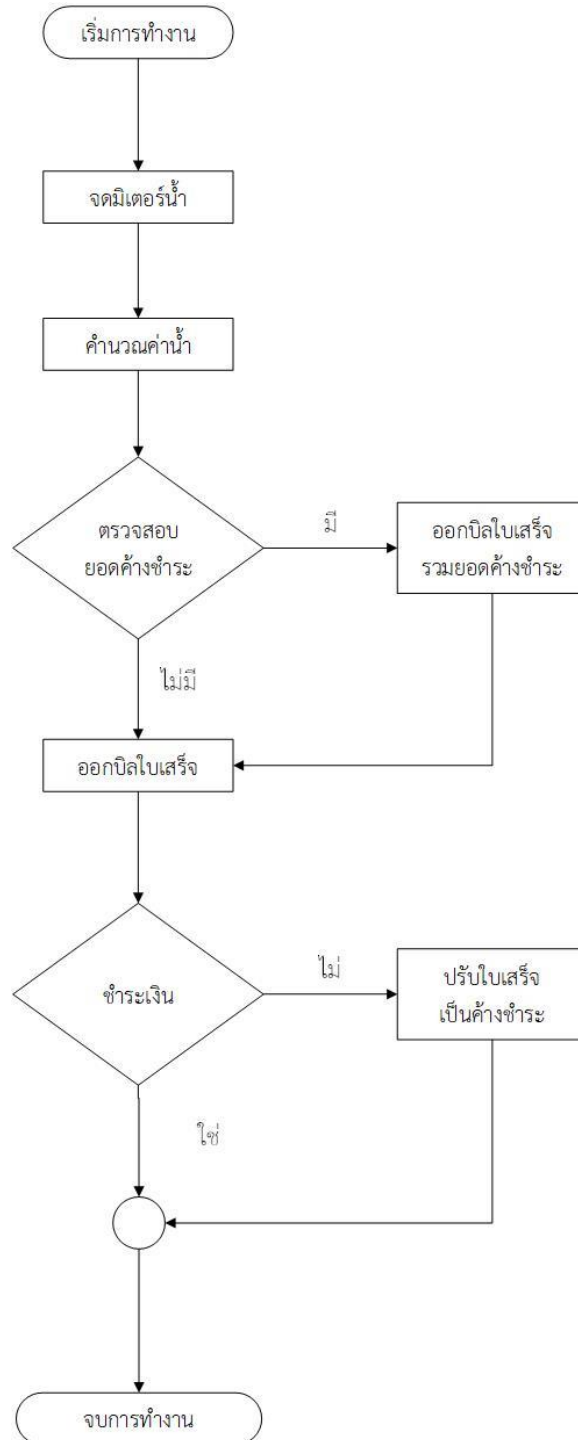 เริ่มการทำงาน
จดมิเตอร์น้ำ
คำนวณค่าน้ำ
ตรวจสอบ
ยอดค้างชำระ
มี
ออกบิลใบเสร็จ
รวมยอดค้างชำระ
ไม่มี
ออกบิลใบเสร็จ
ชำระเงิน
ไม่
ปรับใบเสร็จ
เป็นค้างชำระ
ใช่
จบการทำงาน